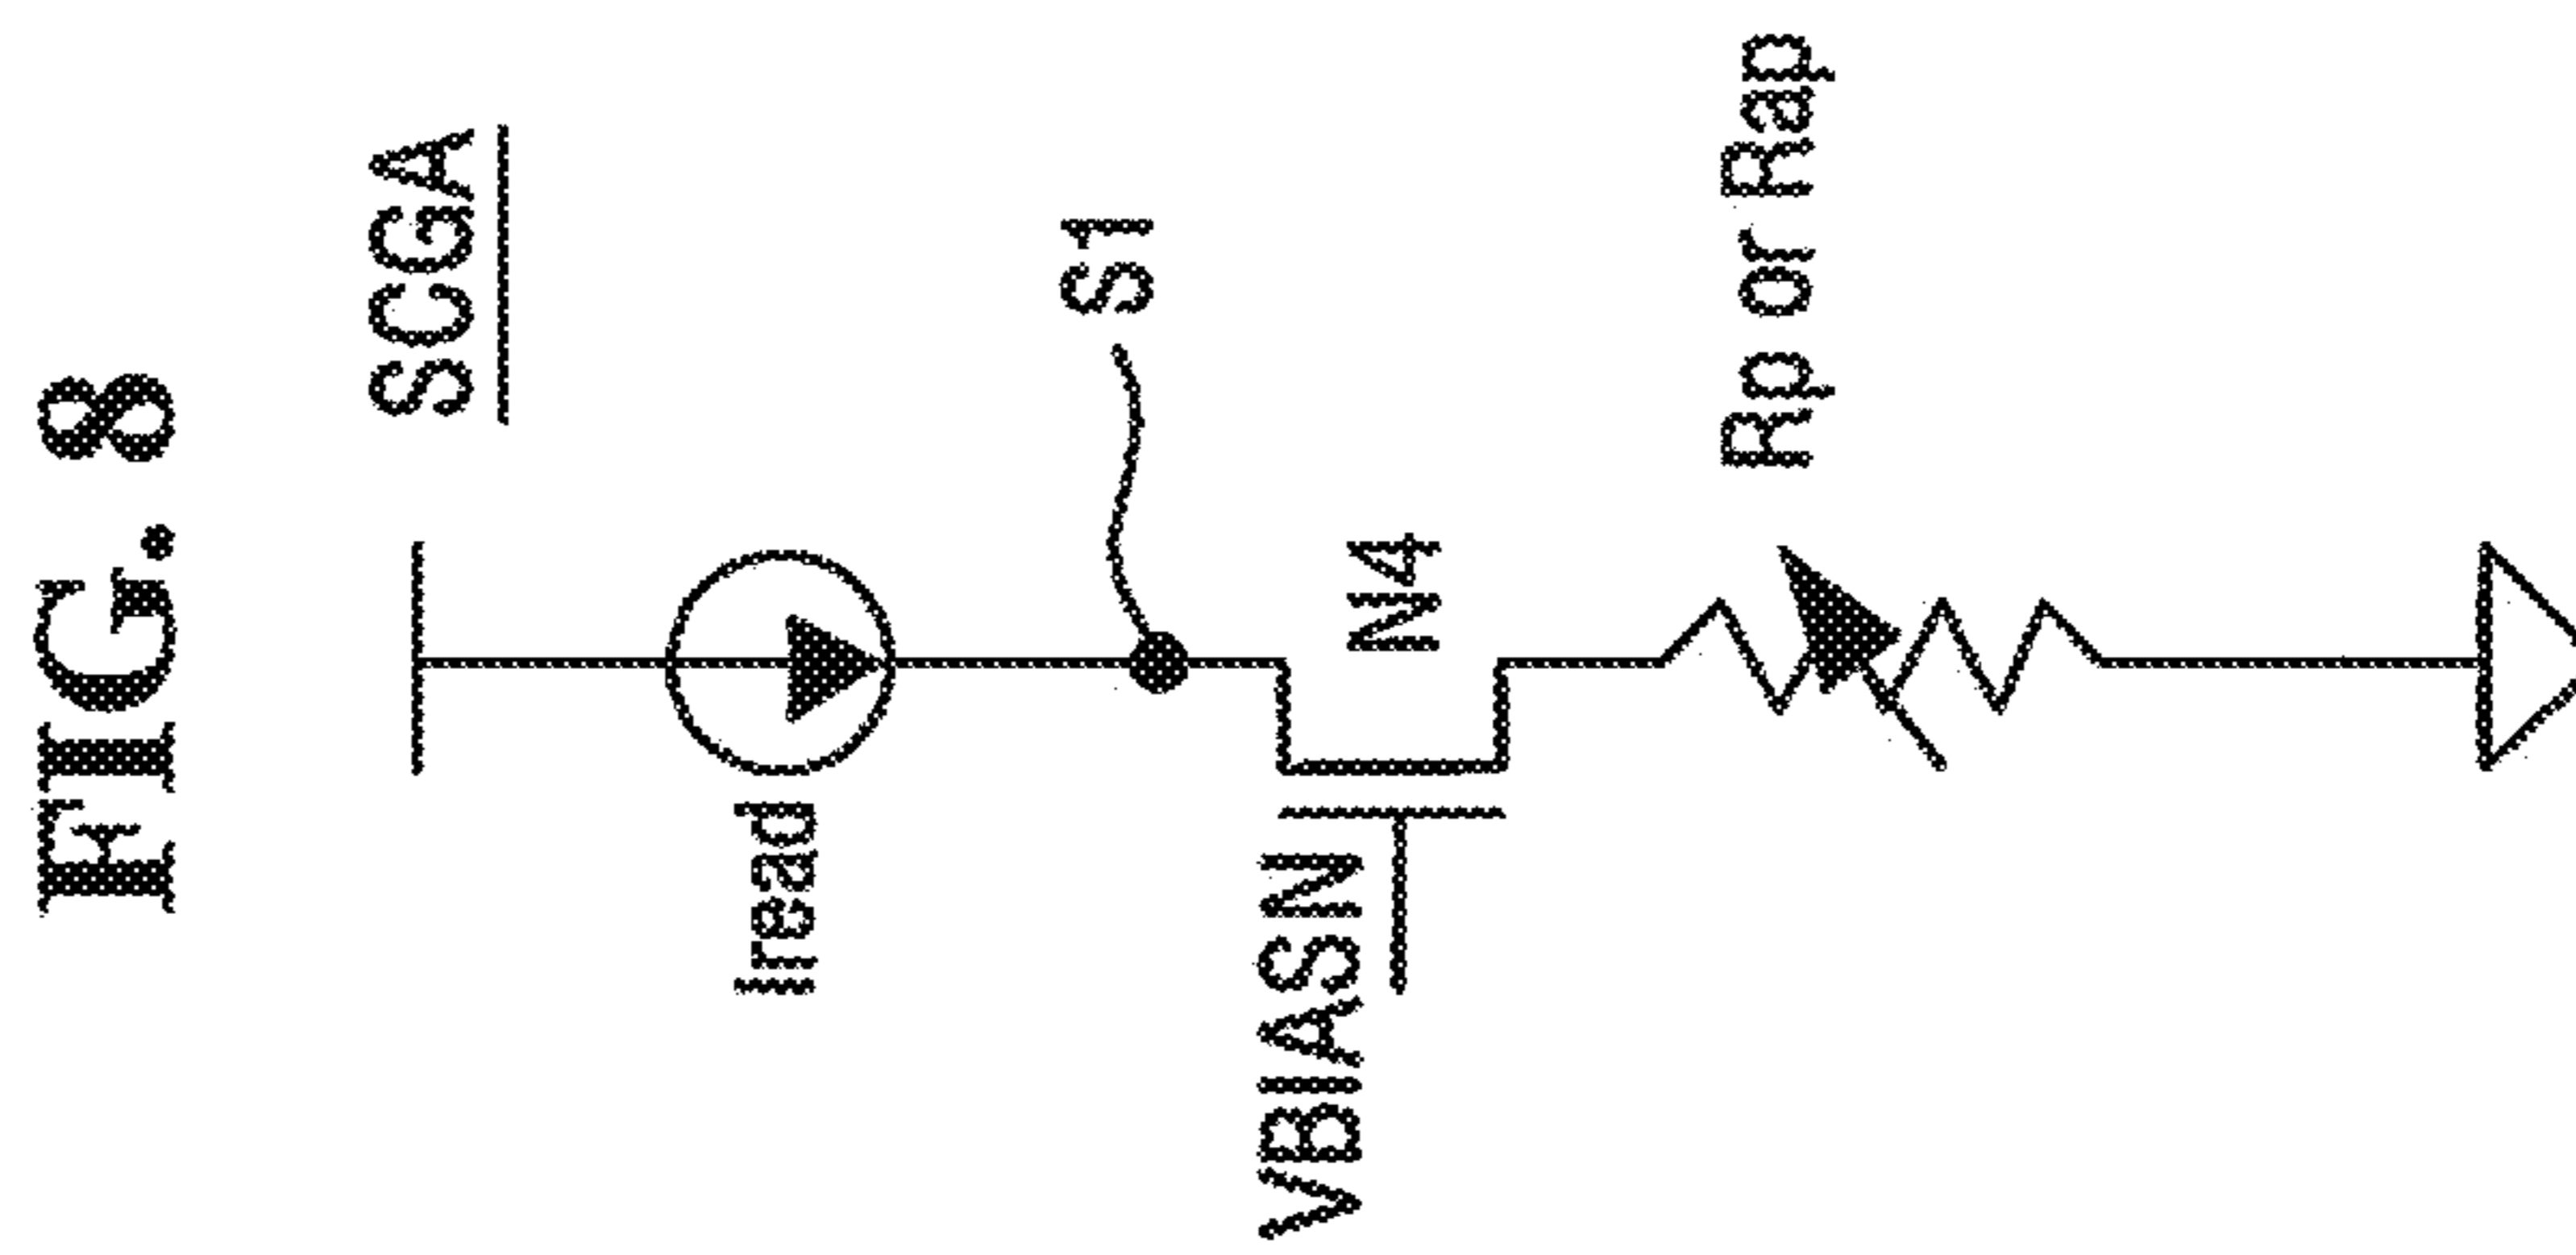 FIG. 8
SCGA
Iread
S1
VBIASN
N4
Rp or Rap